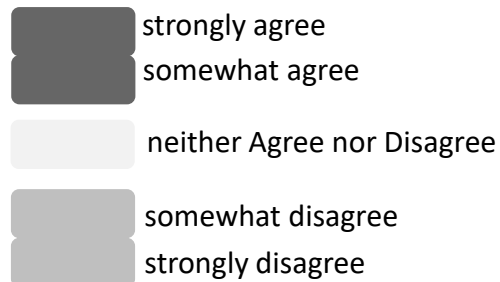 strongly agree
somewhat agree
neither Agree nor Disagree
somewhat disagree
strongly disagree